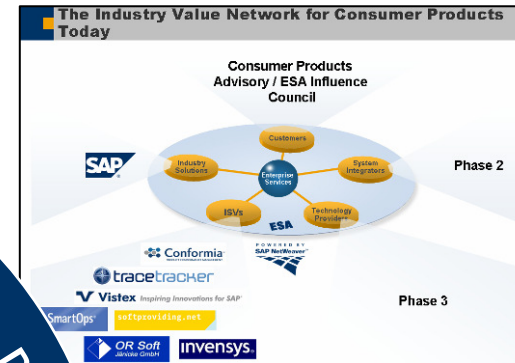 The Industry Value Network for Consumer Products
Today
Consumer Products
Advisory / ESA Influence
Council
Customers
SAP
Industry
Solutions
Enterprise
Services
System
Integrators
Phase 2
ISVs
Technology
Providers
ESA
POWERED BY
SAP NetWeaver™
Conformia
tracetracker
Vistex Inspiring Innovations for SAP
SmartOps
softproviding.net
Phase 3
OR Soft
Jänicke GmbH
invensys.